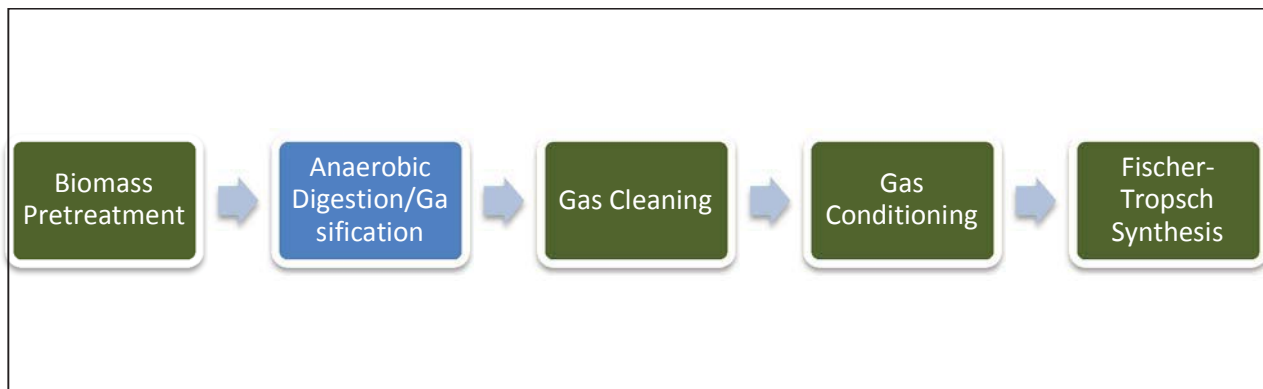 Biomass
Pretreatment
Anaerobic
Digestion/Ga
sification
Gas Cleaning
Gas
Conditioning
Fischer-
Tropsch
Synthesis